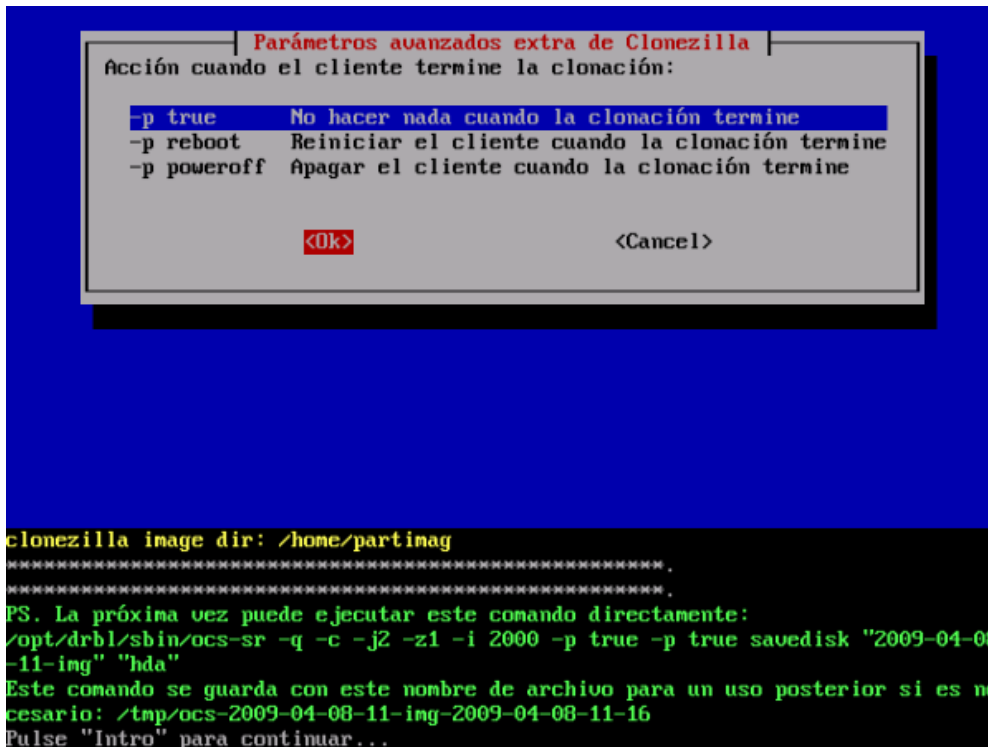 Parámetros avanzados extra de Clonezilla
Acción cuando el cliente termine la clonación:
-p true No hacer nada cuando la clonación termine
-p reboot Reiniciar el cliente cuando la clonación termine
-p poweroff Apagar el cliente cuando la clonación termine
<Ok> <Cancel>
clonezilla image dir: /home/partimag
*****************************************************.
*****************************************************.
PS. La próxima vez puede ejecutar este comando directamente:
/opt/drbl/sbin/ocs-sr -q -c -j2 -z1 -i 2000 -p true -p true savedisk "2009-04-08
-11-img" "hda"
Este comando se guarda con este nombre de archivo para un uso posterior si es ne
cesario: /tmp/ocs-2009-04-08-11-img-2009-04-08-11-16
Pulse "Intro" para continuar...